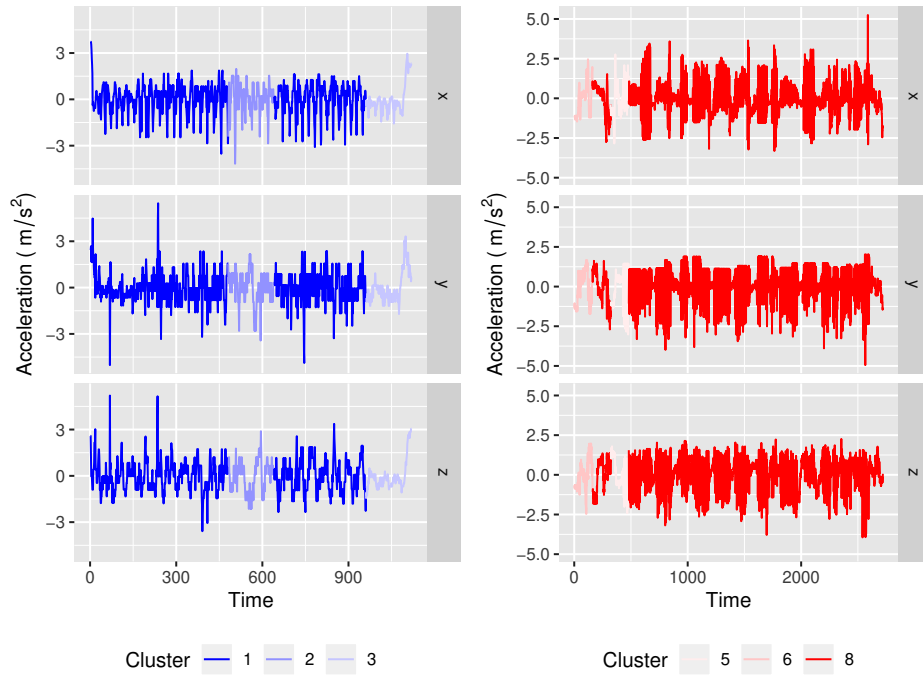 3
0
−3
x
3
0
−3
y
3
0
−3
z
0 300 600 900
Time
Acceleration ( m/s²)
Cluster 1 2 3
5.0
2.5
0.0
−2.5
−5.0
x
5.0
2.5
0.0
−2.5
−5.0
y
5.0
2.5
0.0
−2.5
−5.0
z
0 1000 2000
Time
Acceleration ( m/s²)
Cluster 5 6 8